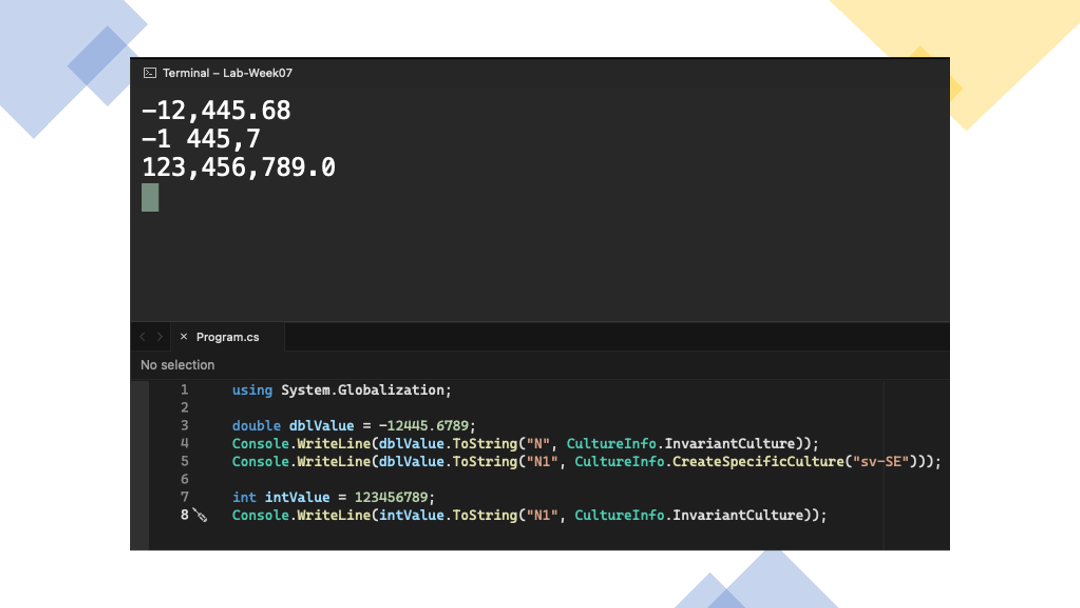 Terminal – Lab-Week07
-12,445.68
-1 445,7
123,456,789.0
Program.cs
No selection
1 using System.Globalization;
2
3 double dblValue = -12445.6789;
4 Console.WriteLine(dblValue.ToString("N", CultureInfo.InvariantCulture));
5 Console.WriteLine(dblValue.ToString("N1", CultureInfo.CreateSpecificCulture("sv-SE")));
6
7 int intValue = 123456789;
8 Console.WriteLine(intValue.ToString("N1", CultureInfo.InvariantCulture));